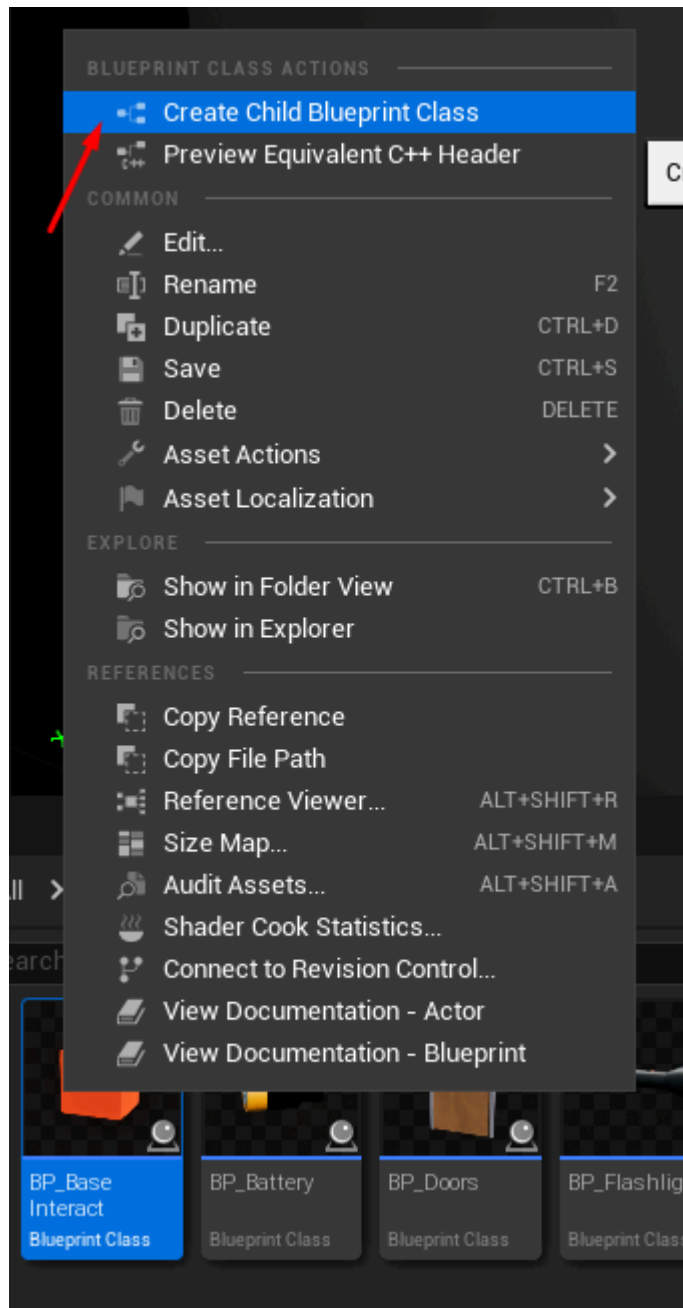 BLUEPRINT CLASS ACTIONS
Create Child Blueprint Class
Preview Equivalent C++ Header
COMMON
Edit...
Rename F2
Duplicate CTRL+D
Save CTRL+S
Delete DELETE
Asset Actions
Asset Localization
EXPLORE
Show in Folder View CTRL+B
Show in Explorer
REFERENCES
Copy Reference
Copy File Path
Reference Viewer... ALT+SHIFT+R
Size Map... ALT+SHIFT+M
Audit Assets... ALT+SHIFT+A
Shader Cook Statistics...
Connect to Revision Control...
View Documentation - Actor
View Documentation - Blueprint
BP_Base
Interact
Blueprint Class
BP_Battery
Blueprint Class
BP_Doors
Blueprint Class
BP_Flashlig
Blueprint Clas